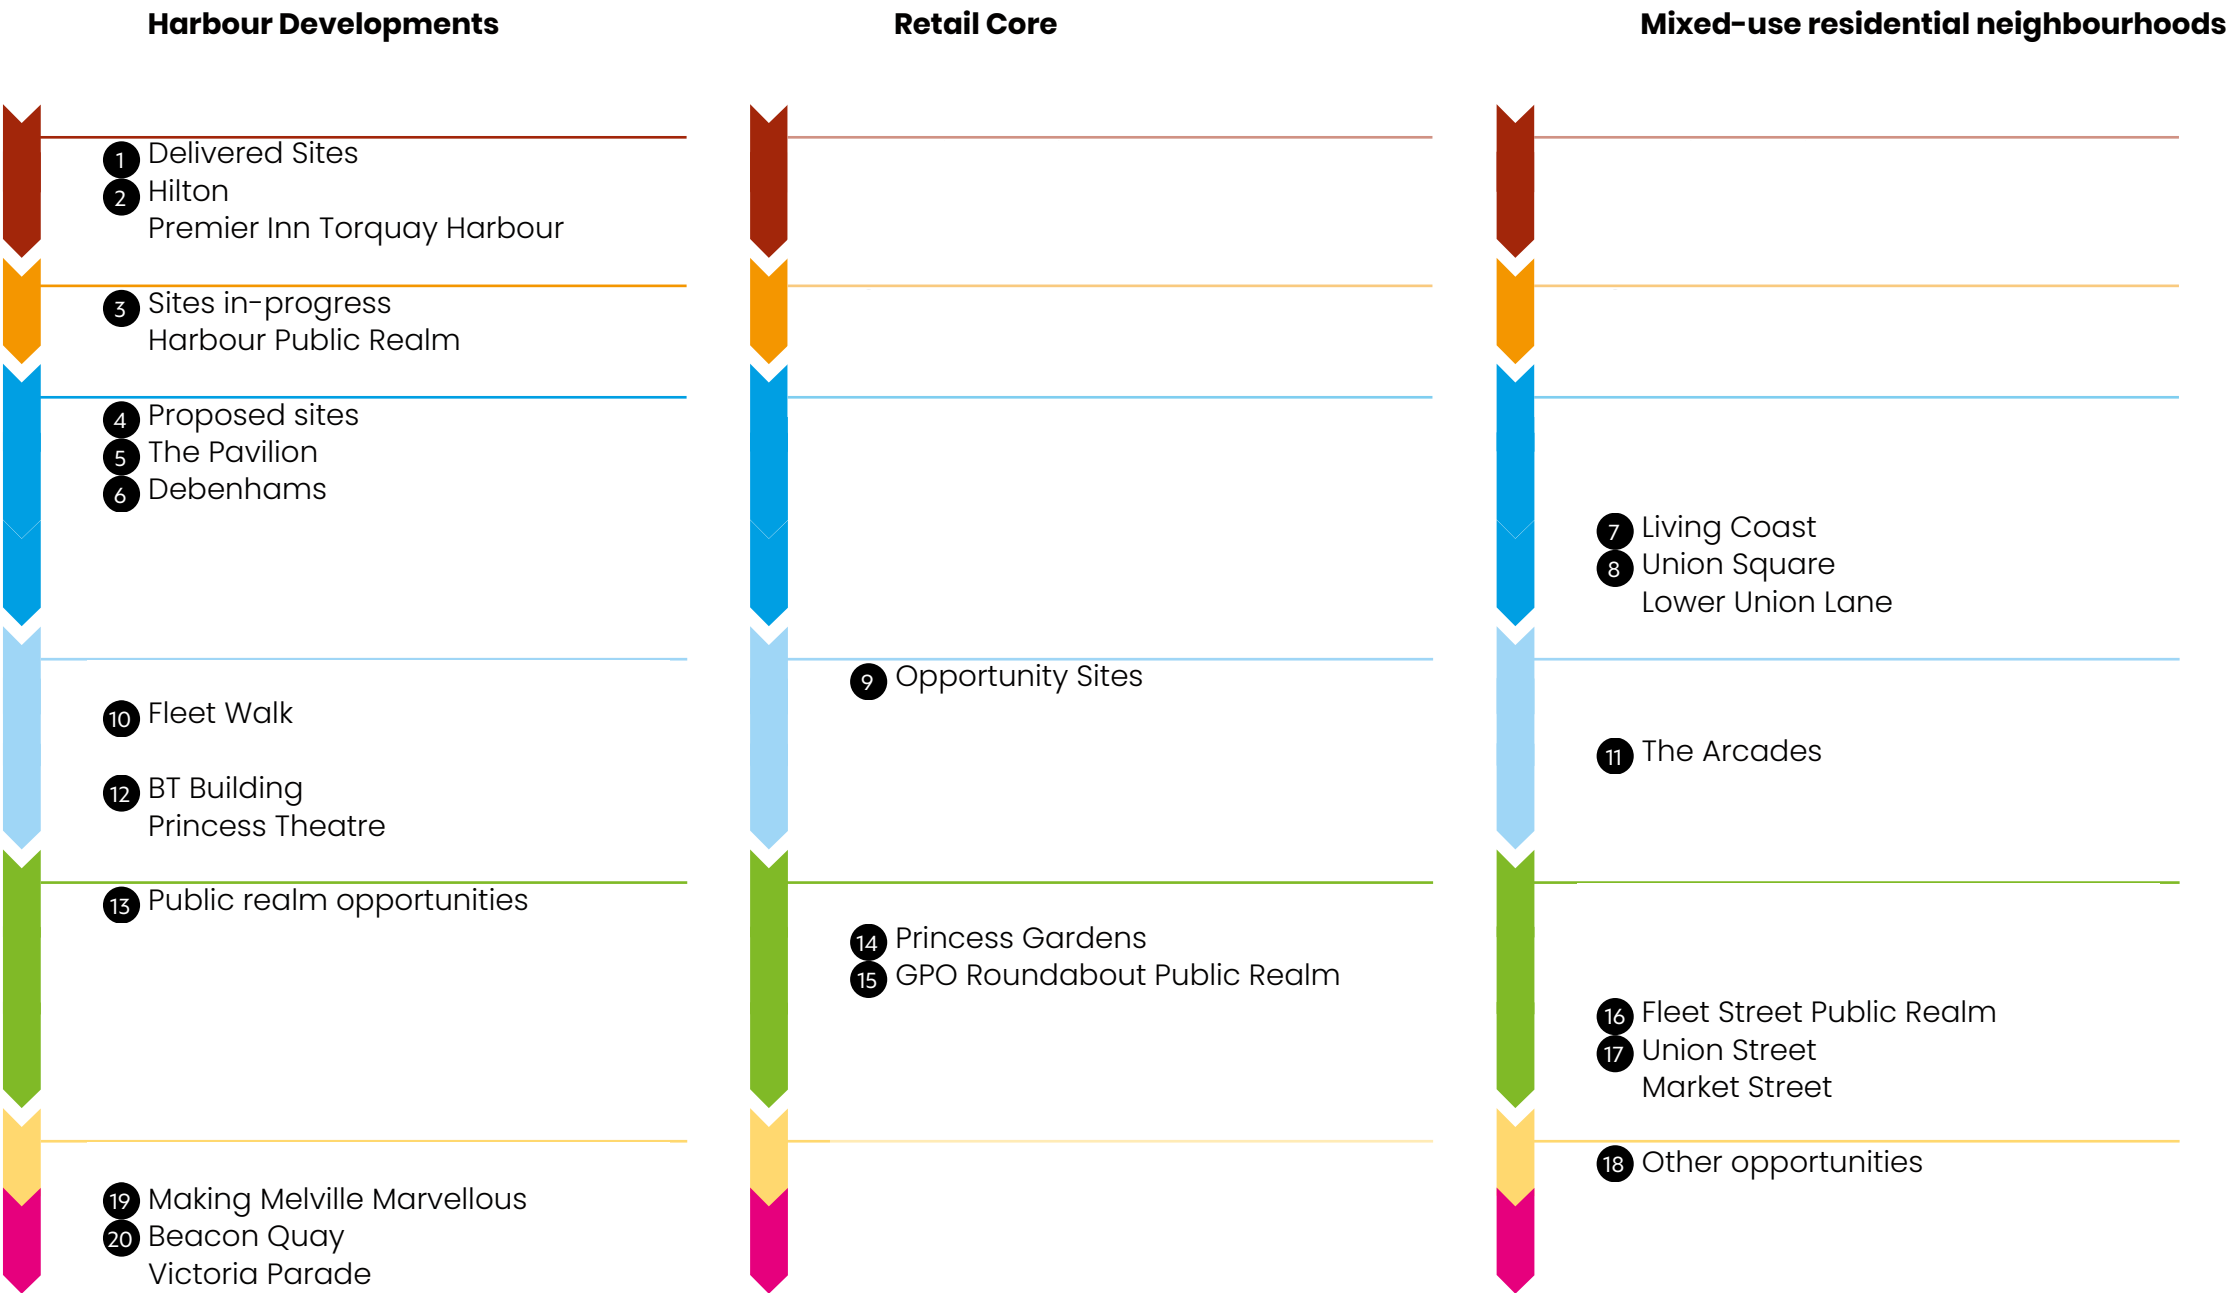 Harbour Developments
Retail Core
Mixed-use residential neighbourhoods
1 Delivered Sites
2 Hilton
Premier Inn Torquay Harbour
3 Sites in-progress
Harbour Public Realm
4 Proposed sites
5 The Pavilion
6 Debenhams
7 Living Coast
8 Union Square
Lower Union Lane
9 Opportunity Sites
10 Fleet Walk
11 The Arcades
12 BT Building
Princess Theatre
13 Public realm opportunities
14 Princess Gardens
15 GPO Roundabout Public Realm
16 Fleet Street Public Realm
17 Union Street
Market Street
18 Other opportunities
19 Making Melville Marvellous
20 Beacon Quay
Victoria Parade